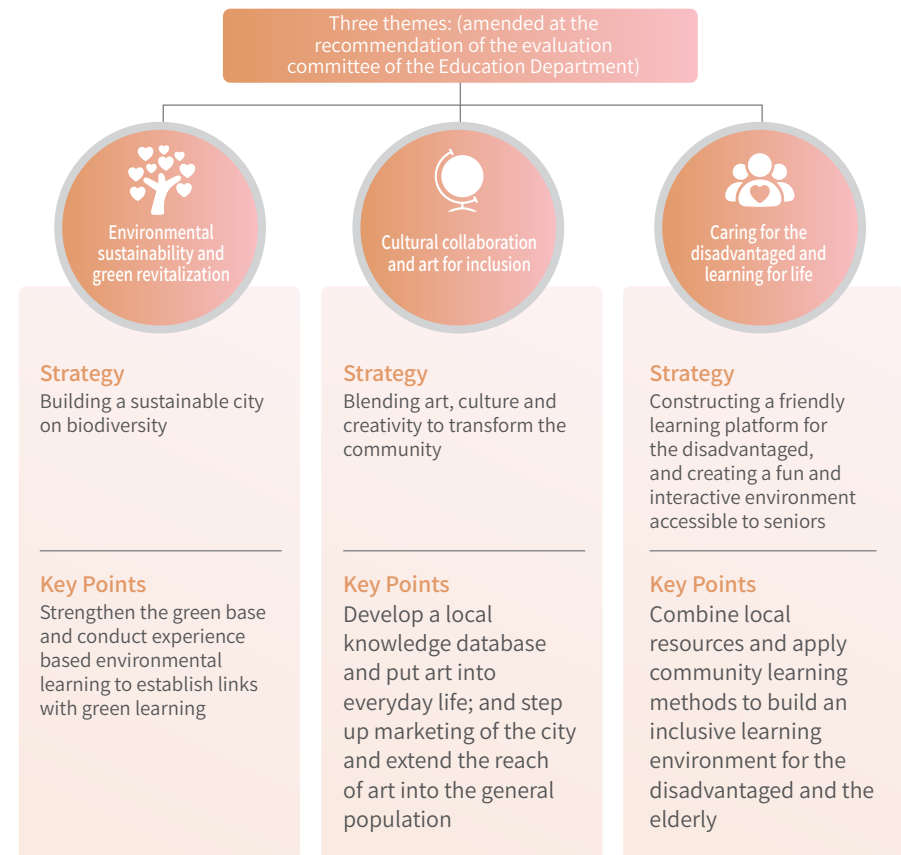 Three themes: (amended at the
recommendation of the evaluation
committee of the Education Department)
Environmental
sustainability and
green revitalization
Strategy
Building a sustainable city
on biodiversity
Key Points
Strengthen the green base
and conduct experience
based environmental
learning to establish links
with green learning
Cultural collaboration
and art for inclusion
Strategy
Blending art, culture and
creativity to transform the
community
Key Points
Develop a local
knowledge database
and put art into
everyday life; and step
up marketing of the city
and extend the reach
of art into the general
population
Caring for the
disadvantaged and
learning for life
Strategy
Constructing a friendly
learning platform for
the disadvantaged,
and creating a fun and
interactive environment
accessible to seniors
Key Points
Combine local
resources and apply
community learning
methods to build an
inclusive learning
environment for the
disadvantaged and the
elderly